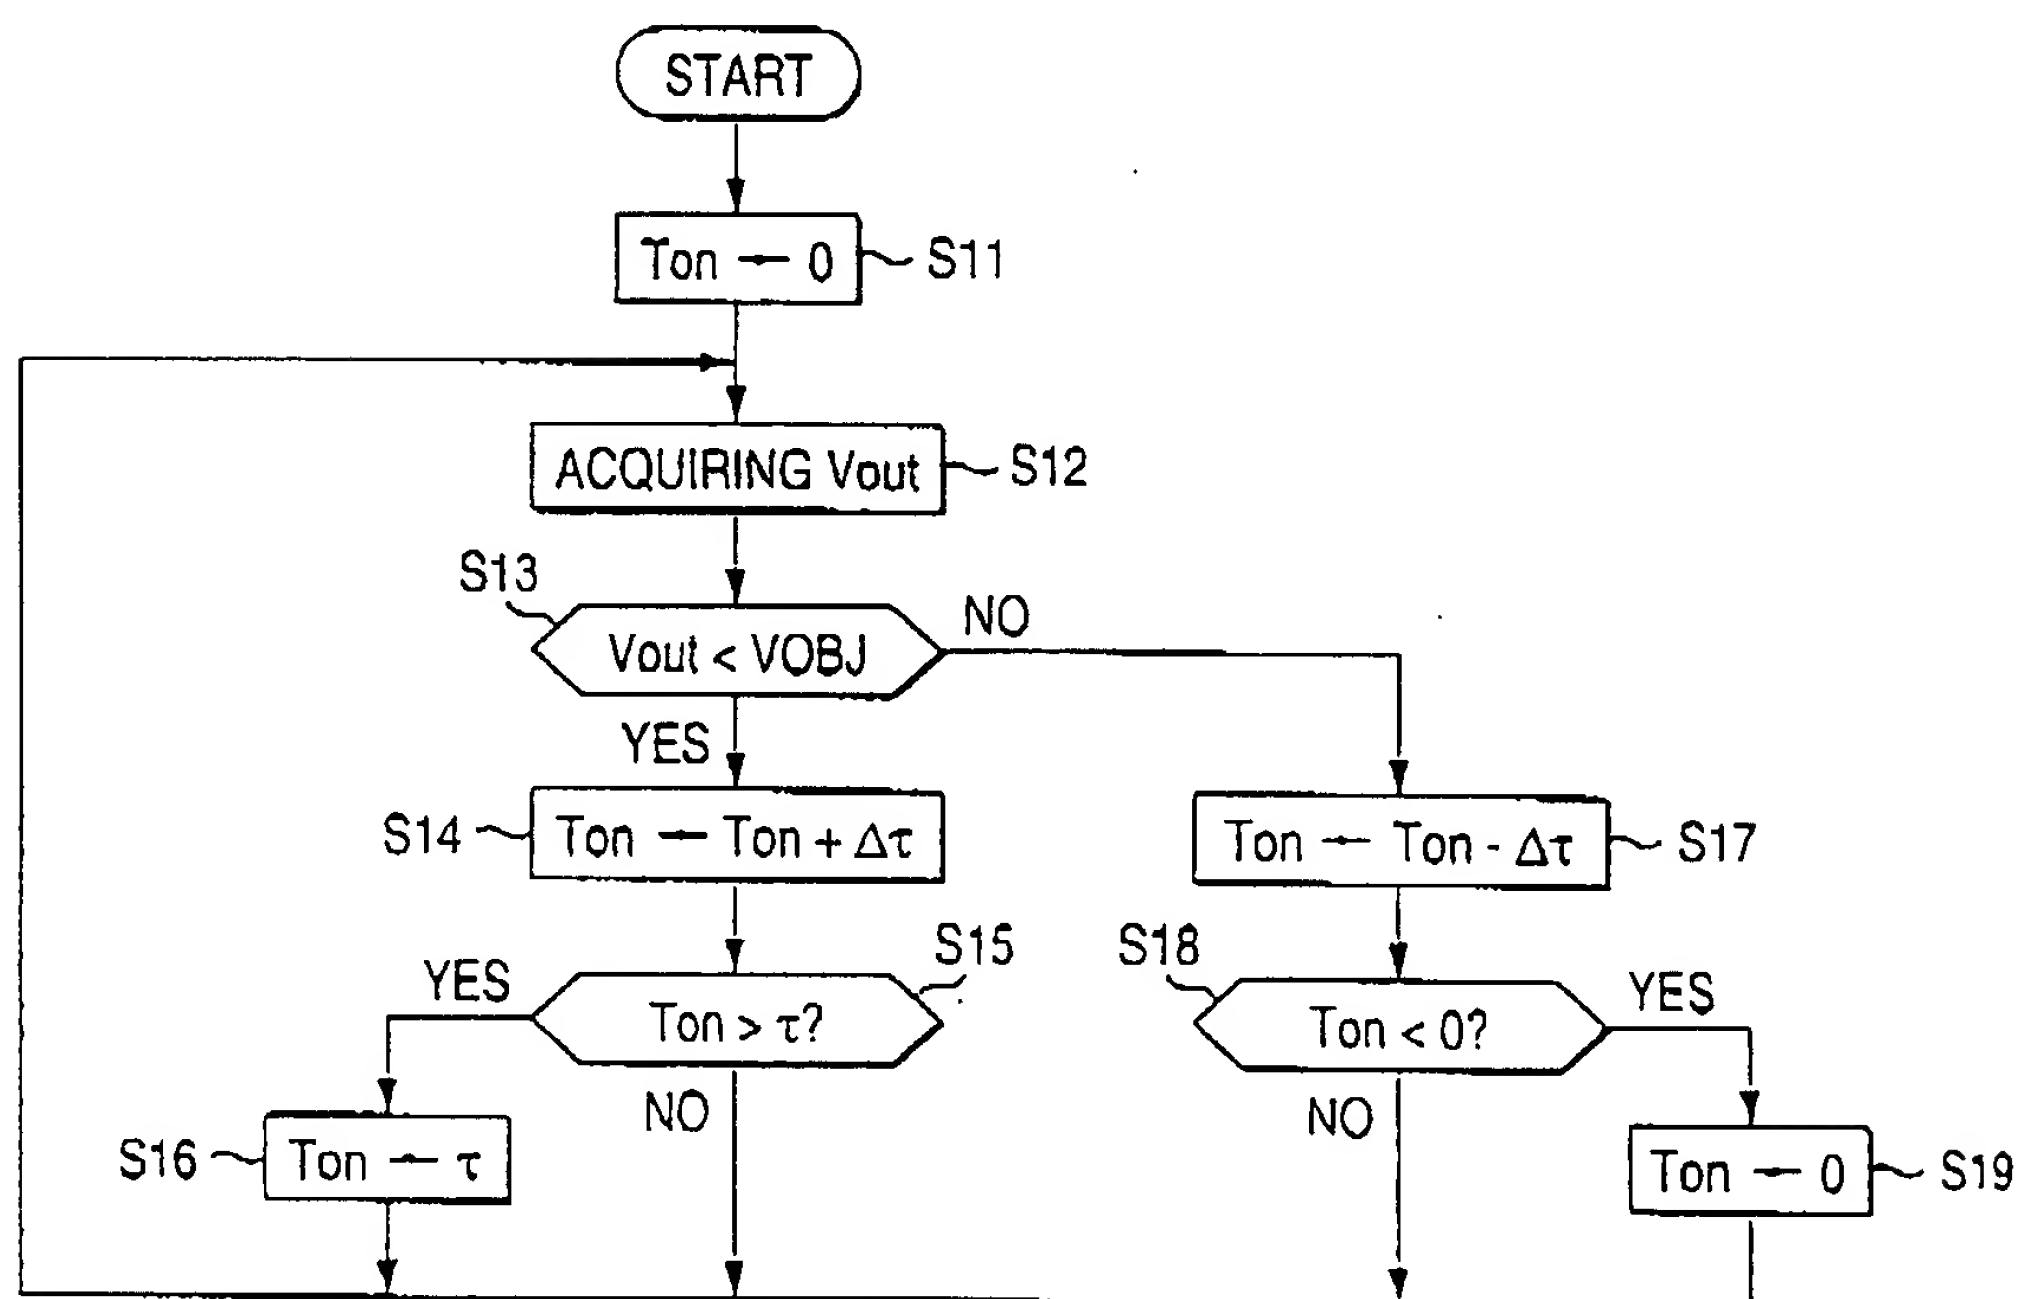 START
Ton ← 0
S11
ACQUIRING Vout
S12
S13
Vout < VOBJ
NO
YES
S14
Ton ← Ton + Δτ
Ton ← Ton - Δτ
S17
S15
S18
YES
Ton > τ?
Ton < 0?
YES
NO
NO
S16
Ton ← τ
Ton ← 0
S19